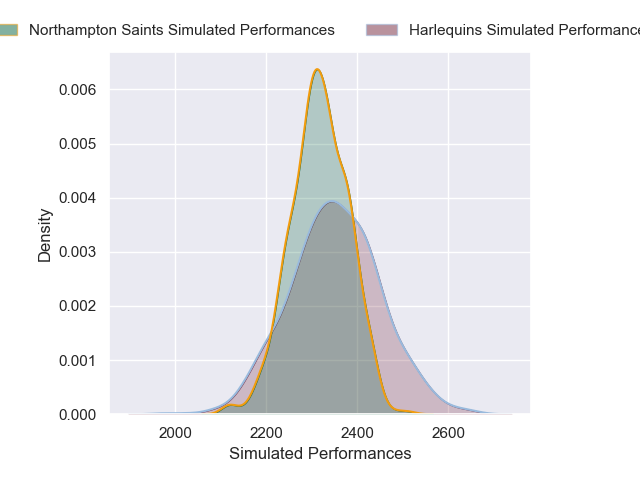 Northampton Saints Simulated Performances
Harlequins Simulated Performance
0.006
0.005
0.004
0.003
0.002
0.001
0.000
Density
2000 2200 2400 2600
Simulated Performances